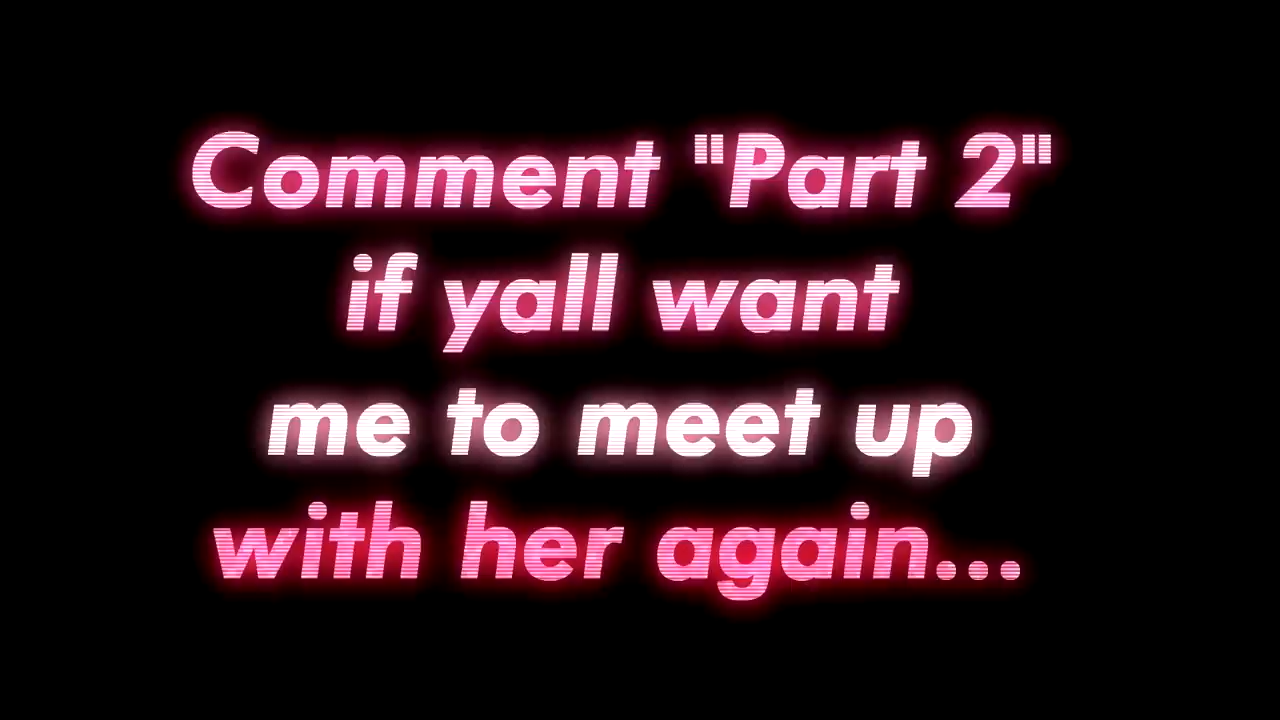 Comment "Part 2"
if yall want
me to meet up
with her again...